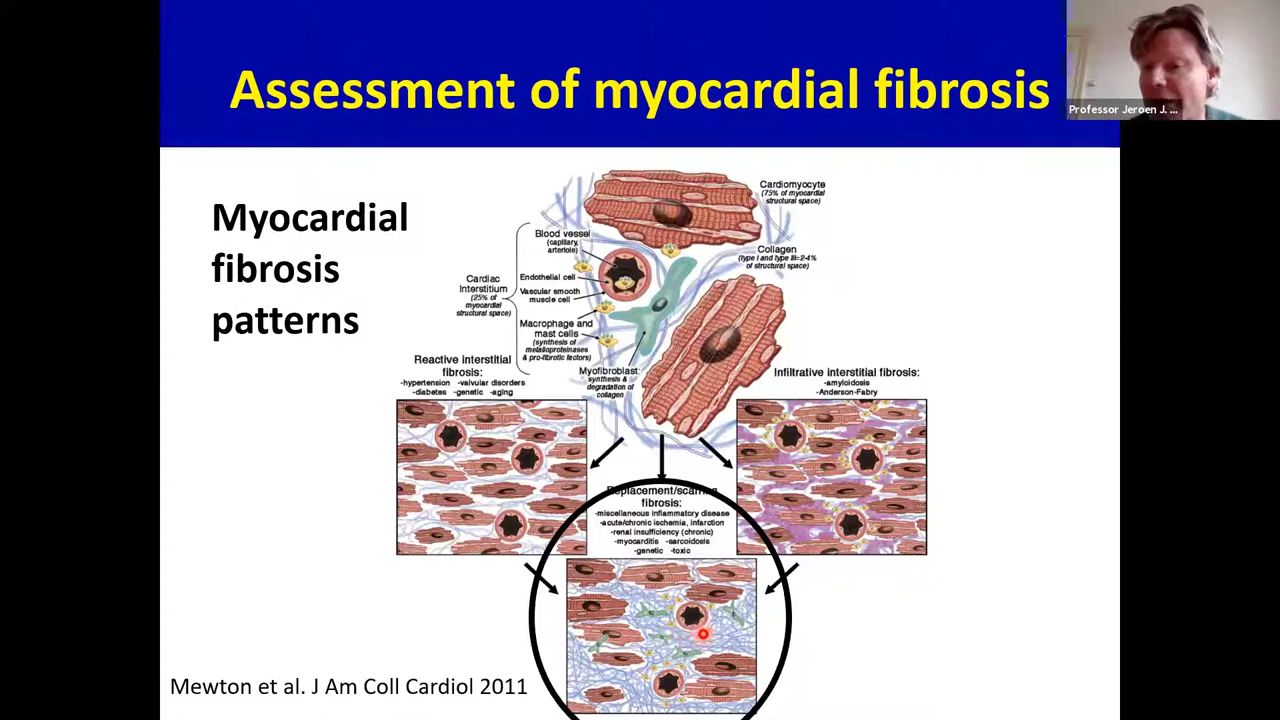 Assessment of myocardial fibrosis
Professor Jeroen J. ...
Myocardial
fibrosis
patterns
Cardiomyocyte
(75% of myocardial
structural space)
Blood vessel
(capillary,
arteriole)
Collagen
(type I and type III=2-4%
of structural space)
Endothelial cell
Cardiac
Interstitium
(25% of
myocardial
structural space)
Vascular smooth
muscle cell
Macrophage and
mast cells
(synthesis of
metalloproteinases
& pro-fibrotic factors)
Myofibroblast:
synthesis &
degradation of
collagen
Reactive interstitial
fibrosis:
-hypertension -valvular disorders
-diabetes -genetic -aging
Infiltrative interstitial fibrosis:
-amyloidosis
-Anderson-Fabry
Replacement/scarring
fibrosis:
-miscellaneous inflammatory disease
-acute/chronic ischemia, infarction
-renal insufficiency (chronic)
-myocarditis -sarcoidosis
-genetic -toxic
Mewton et al. J Am Coll Cardiol 2011